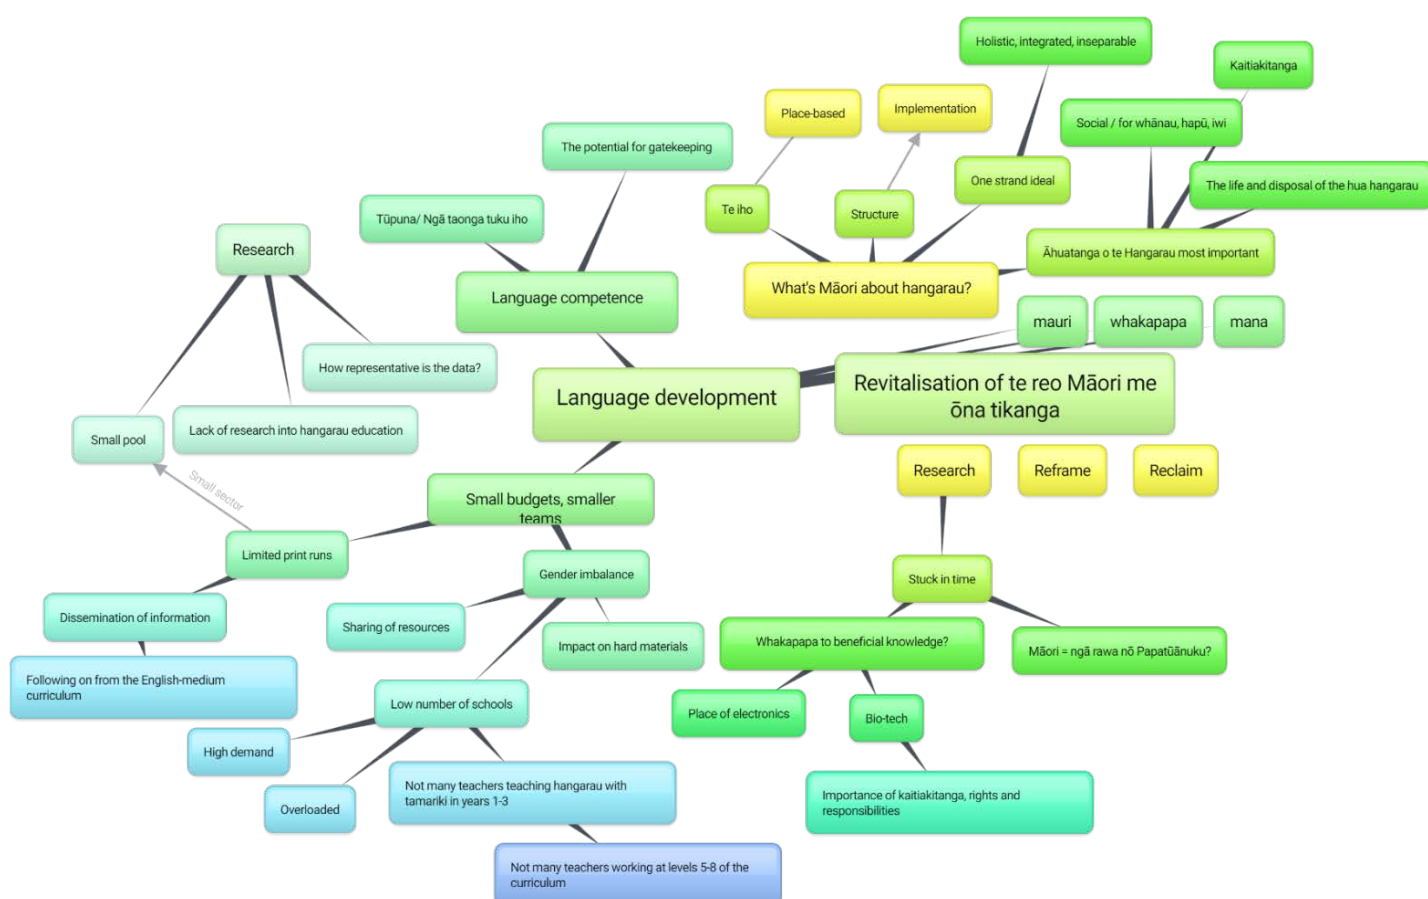 Holistic, integrated, inseparable
Kaitiakitanga
Place-based
Implementation
Social / for whānau, hapū, iwi
The potential for gatekeeping
One strand ideal
The life and disposal of the hua hangarau
Te iho
Structure
Tūpuna/ Ngā taonga tuku iho
Research
Āhuatanga o te Hangarau most important
What's Māori about hangarau?
Language competence
mauri
whakapapa
mana
How representative is the data?
Language development
Revitalisation of te reo Māori me
ōna tikanga
Lack of research into hangarau education
Small pool
Research
Reframe
Reclaim
Small sector
Small budgets, smaller
teams
Limited print runs
Gender imbalance
Stuck in time
Dissemination of information
Sharing of resources
Impact on hard materials
Whakapapa to beneficial knowledge?
Māori = ngā rawa nō Papatūānuku?
Following on from the English-medium
curriculum
Low number of schools
Place of electronics
Bio-tech
High demand
Not many teachers teaching hangarau with
tamariki in years 1-3
Overloaded
Importance of kaitiakitanga, rights and
responsibilities
Not many teachers working at levels 5-8 of the
curriculum